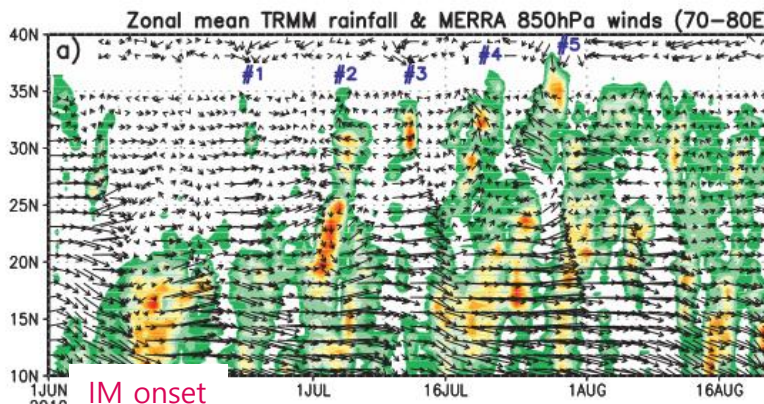 Zonal mean TRMM rainfall & MERRA 850hPa winds (70-80E
40N
a)
#1
#2
#3
#4
#5
35N
30N
25N
20N
15N
10N
IM onset
1JUN
1JUL
16JUL
1AUG
16AUG